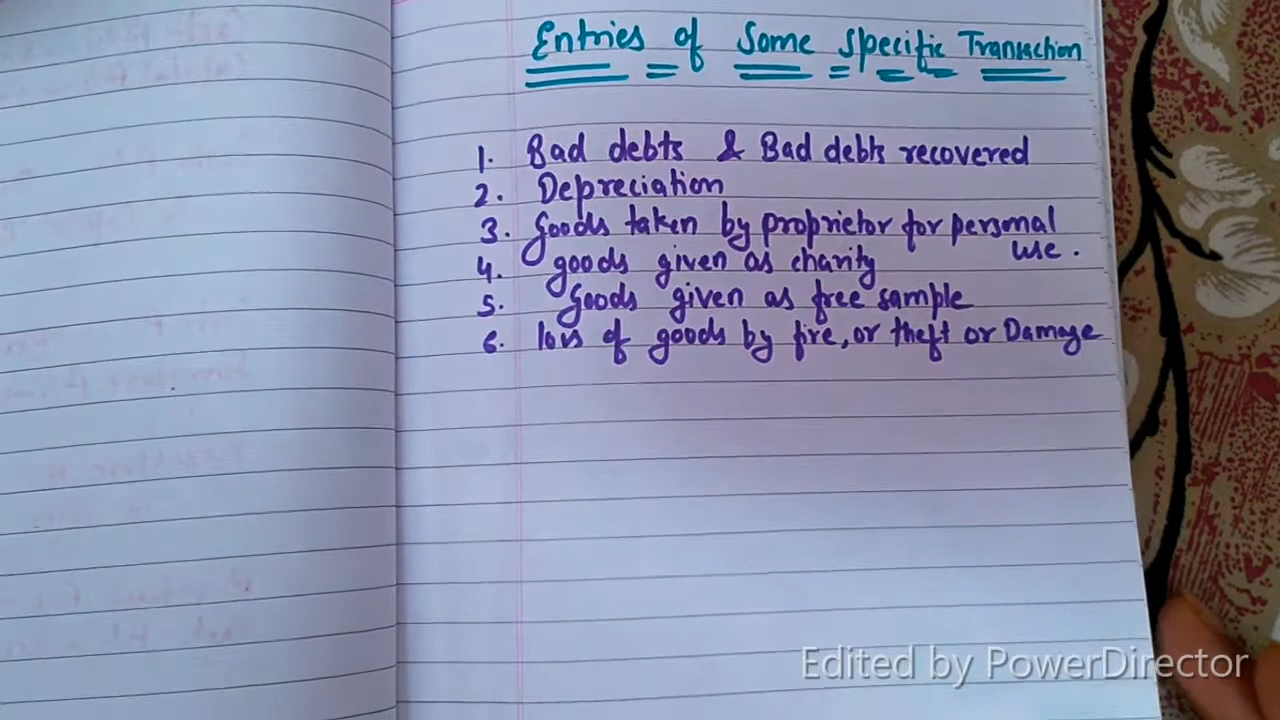 Entries of Some Specific Transaction
1. Bad debts & Bad debts recovered
2. Depreciation
3. Goods taken by proprietor for personal
use.
4. goods given as charity
5. Goods given as free sample
6. loss of goods by fire, or theft or Damage
Edited by PowerDirector